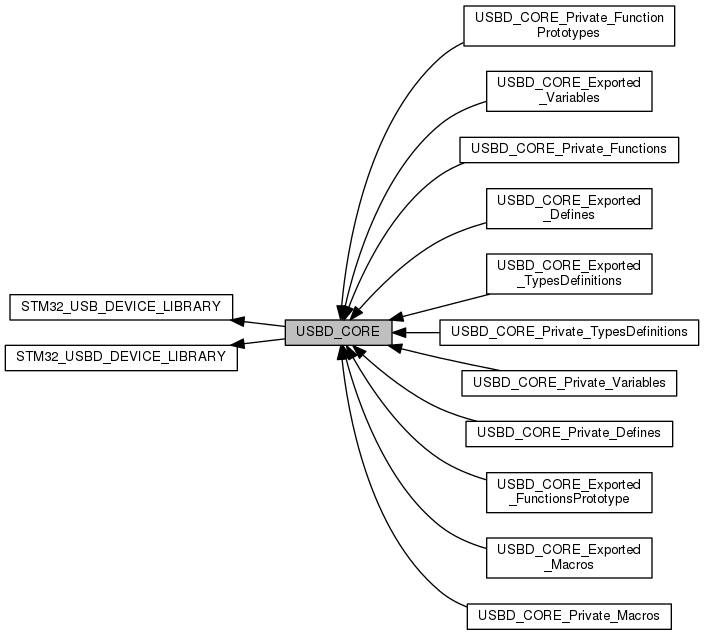 USBD_CORE_Private_Function
Prototypes
USBD_CORE_Exported
_Variables
USBD_CORE_Private_Functions
USBD_CORE_Exported
_Defines
USBD_CORE_Exported
_TypesDefinitions
STM32_USB_DEVICE_LIBRARY
USBD_CORE
USBD_CORE_Private_TypesDefinitions
STM32_USBD_DEVICE_LIBRARY
USBD_CORE_Private_Variables
USBD_CORE_Private_Defines
USBD_CORE_Exported
_FunctionsPrototype
USBD_CORE_Exported
_Macros
USBD_CORE_Private_Macros